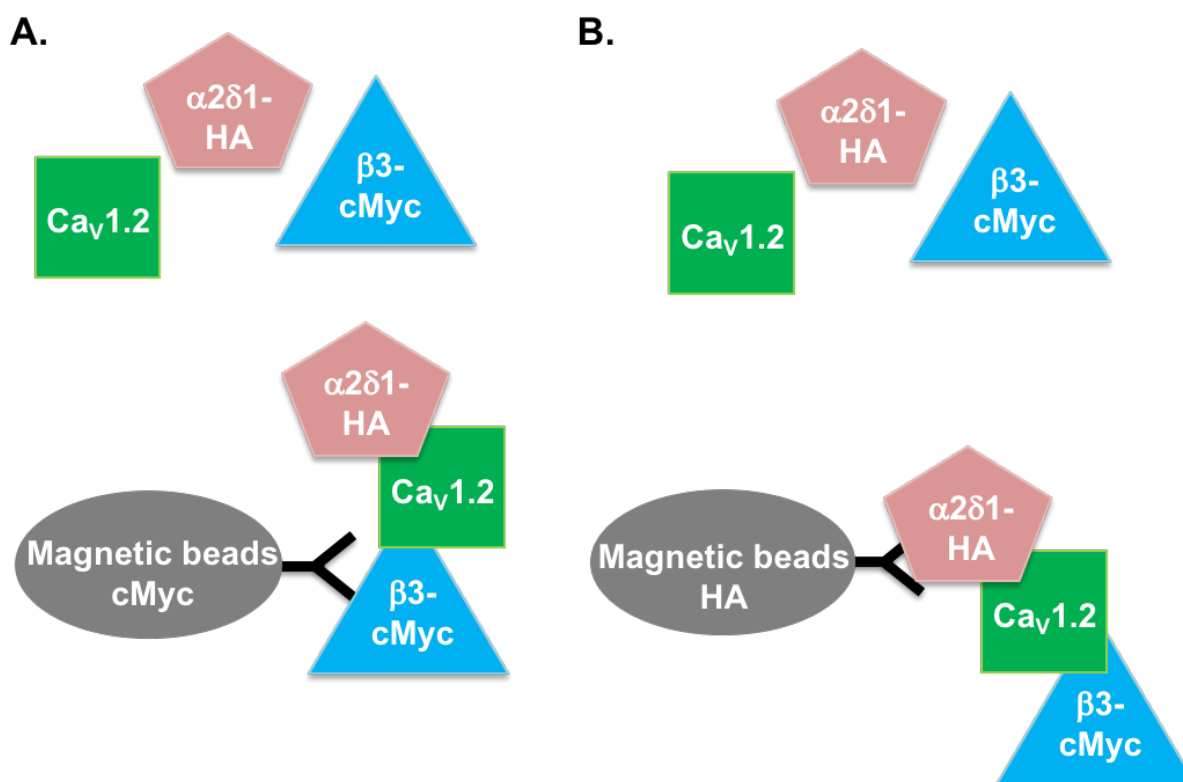 A.
α2δ1-
HA
β3-
cMyc
CaV1.2
α2δ1-
HA
CaV1.2
Magnetic beads
cMyc
β3-
cMyc
B.
α2δ1-
HA
β3-
cMyc
CaV1.2
α2δ1-
HA
Magnetic beads
HA
CaV1.2
β3-
cMyc